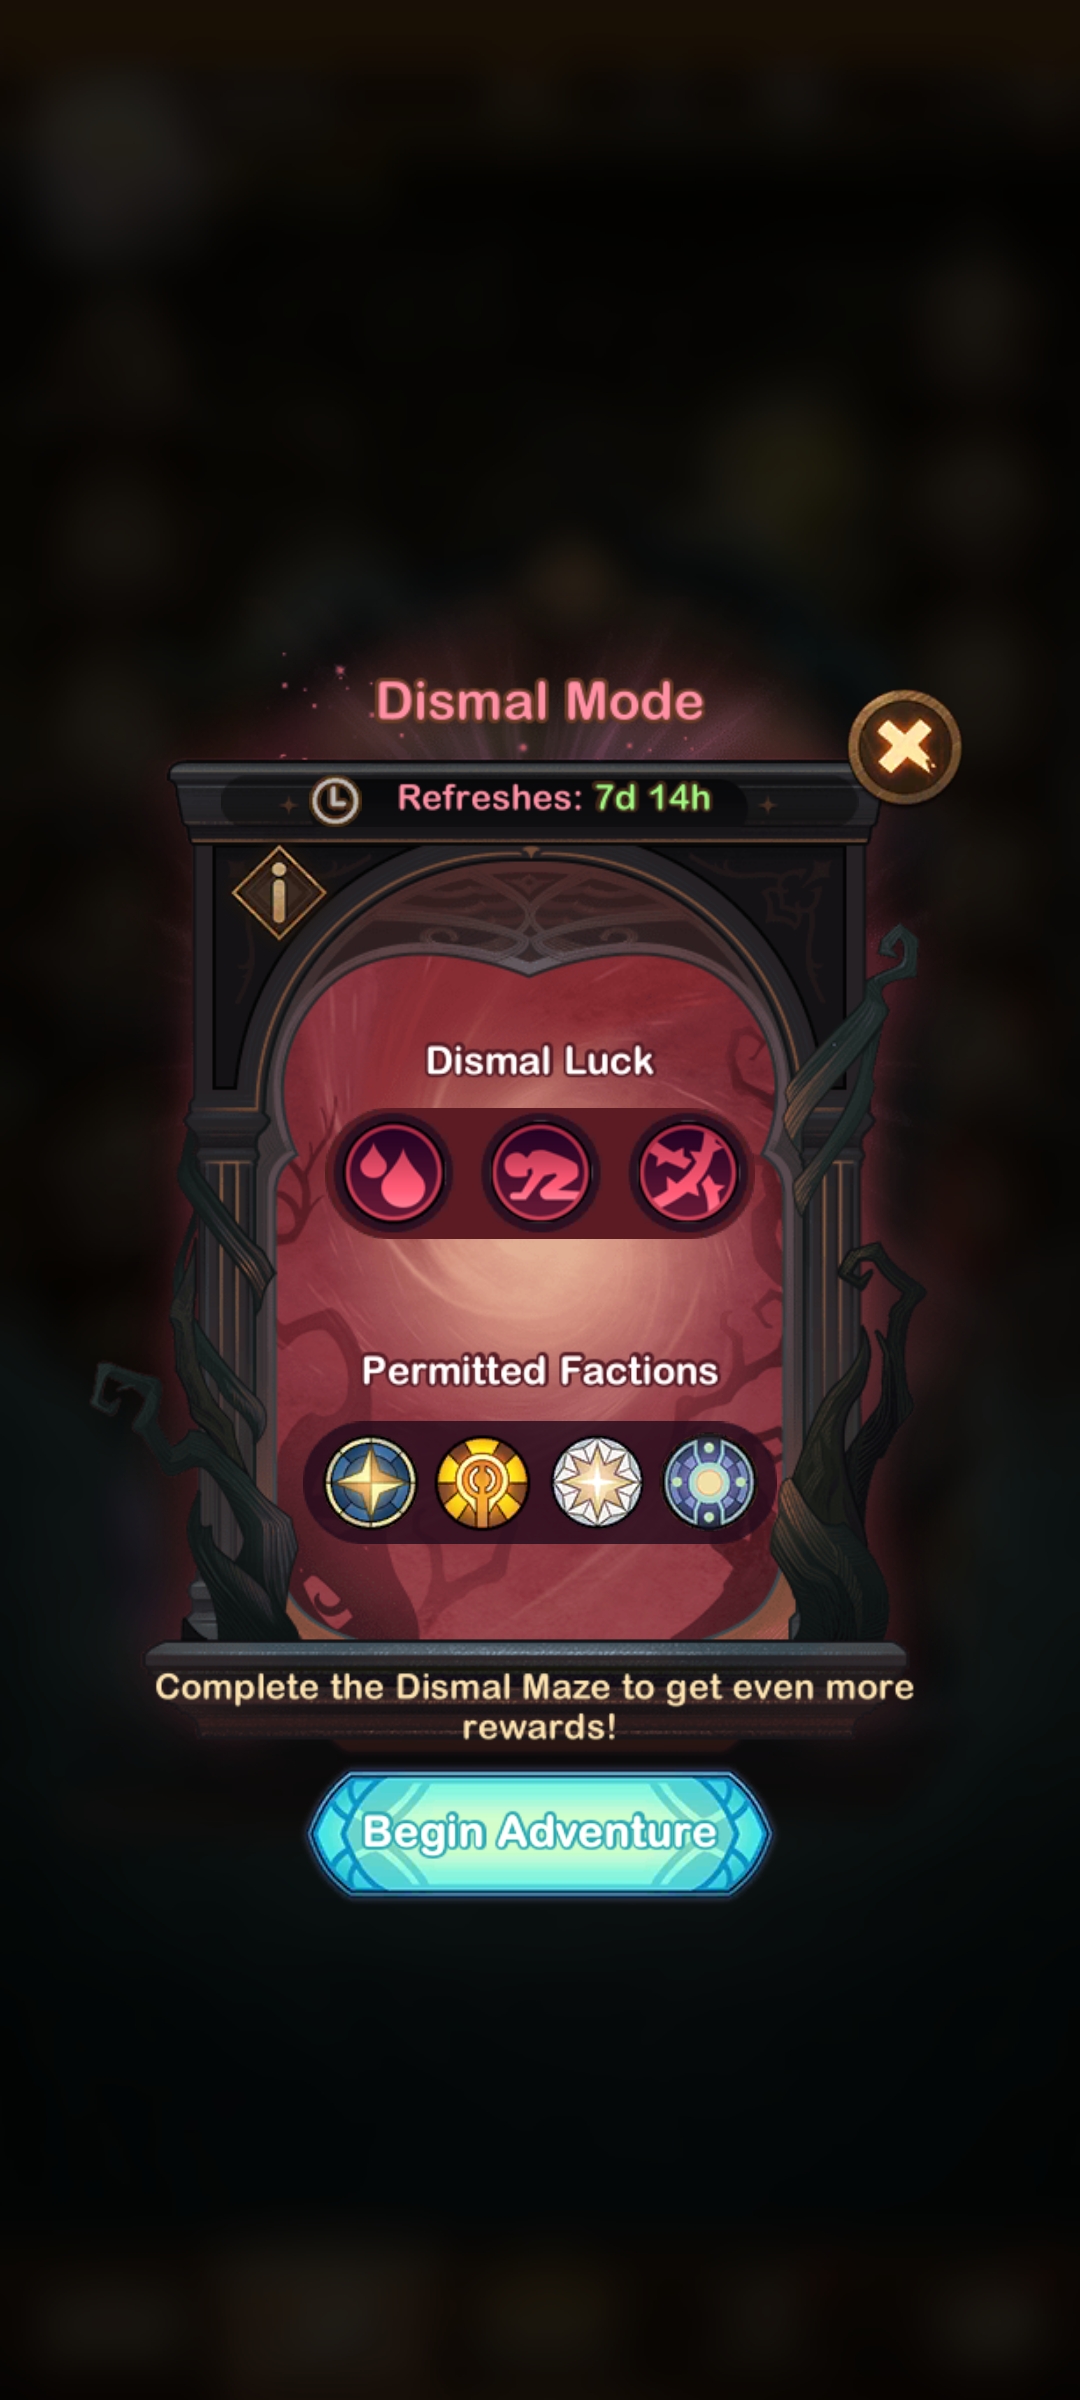 Dismal Mode
Refreshes: 7d 14h
Dismal Luck
Permitted Factions
Complete the Dismal Maze to get even more
rewards!
Begin Adventure